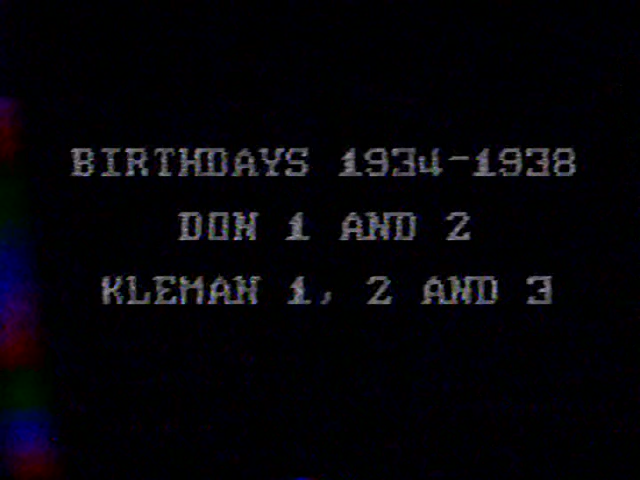 BIRTHDAYS 1934-1938
DON 1 AND 2
KLEMAN 1, 2 AND 3